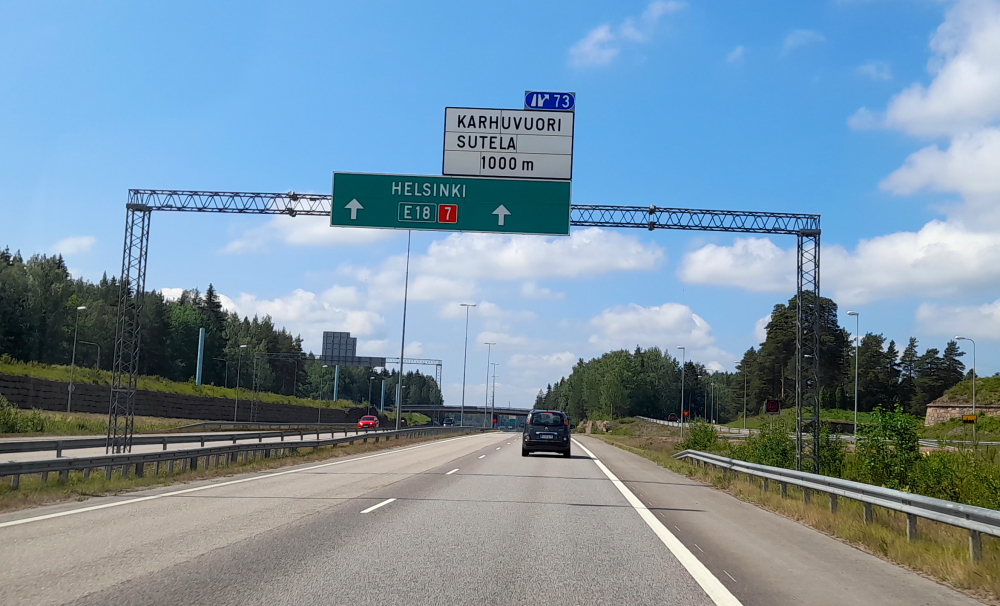 73
KARHUVUORI
SUTELA
1000 m
HELSINKI
E18 7